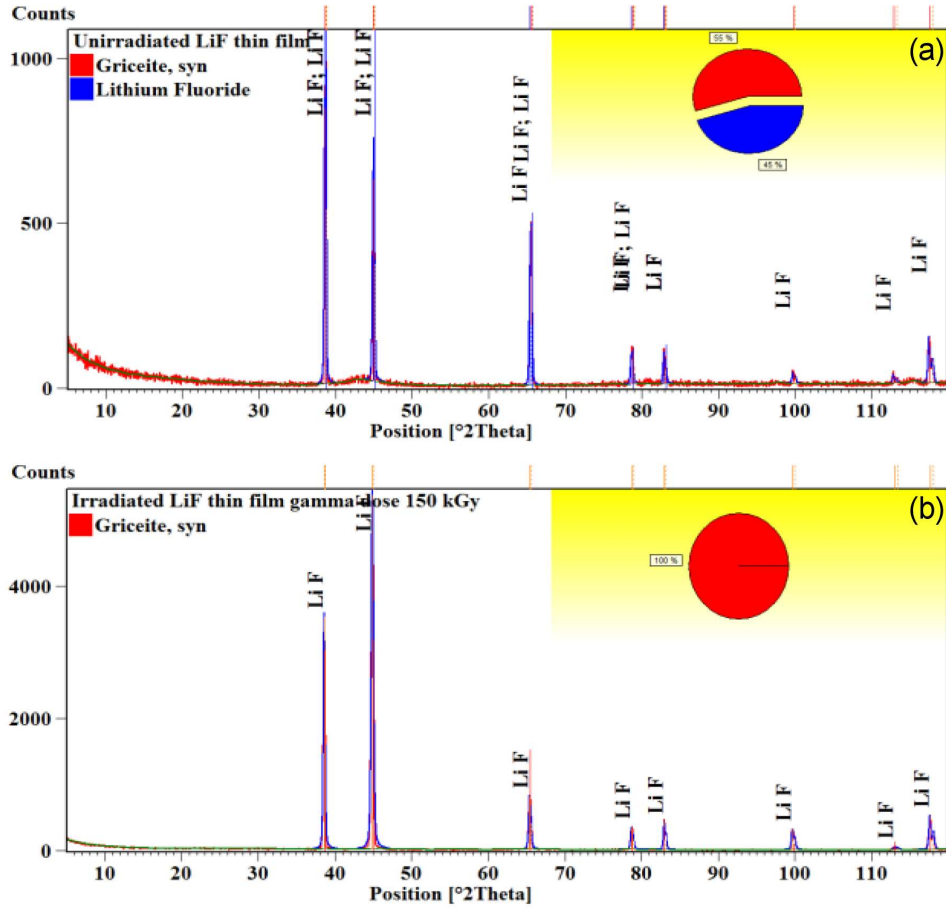 Counts
(a)
Unirradiated LiF thin film
Griceite, syn
Lithium Fluoride
55 %
45 %
1000
500
0
Li F; Li F
Li F; Li F
Li F Li F; Li F
Li F; Li F
Li F
Li F
Li F
Li F
10 20 30 40 50 60 70 80 90 100 110
Position [°2Theta]
Counts
(b)
Irradiated LiF thin film gamma dose 150 kGy
Griceite, syn
100 %
4000
2000
0
Li F
Li F
Li F
Li F
Li F
Li F
Li F
Li F
10 20 30 40 50 60 70 80 90 100 110
Position [°2Theta]